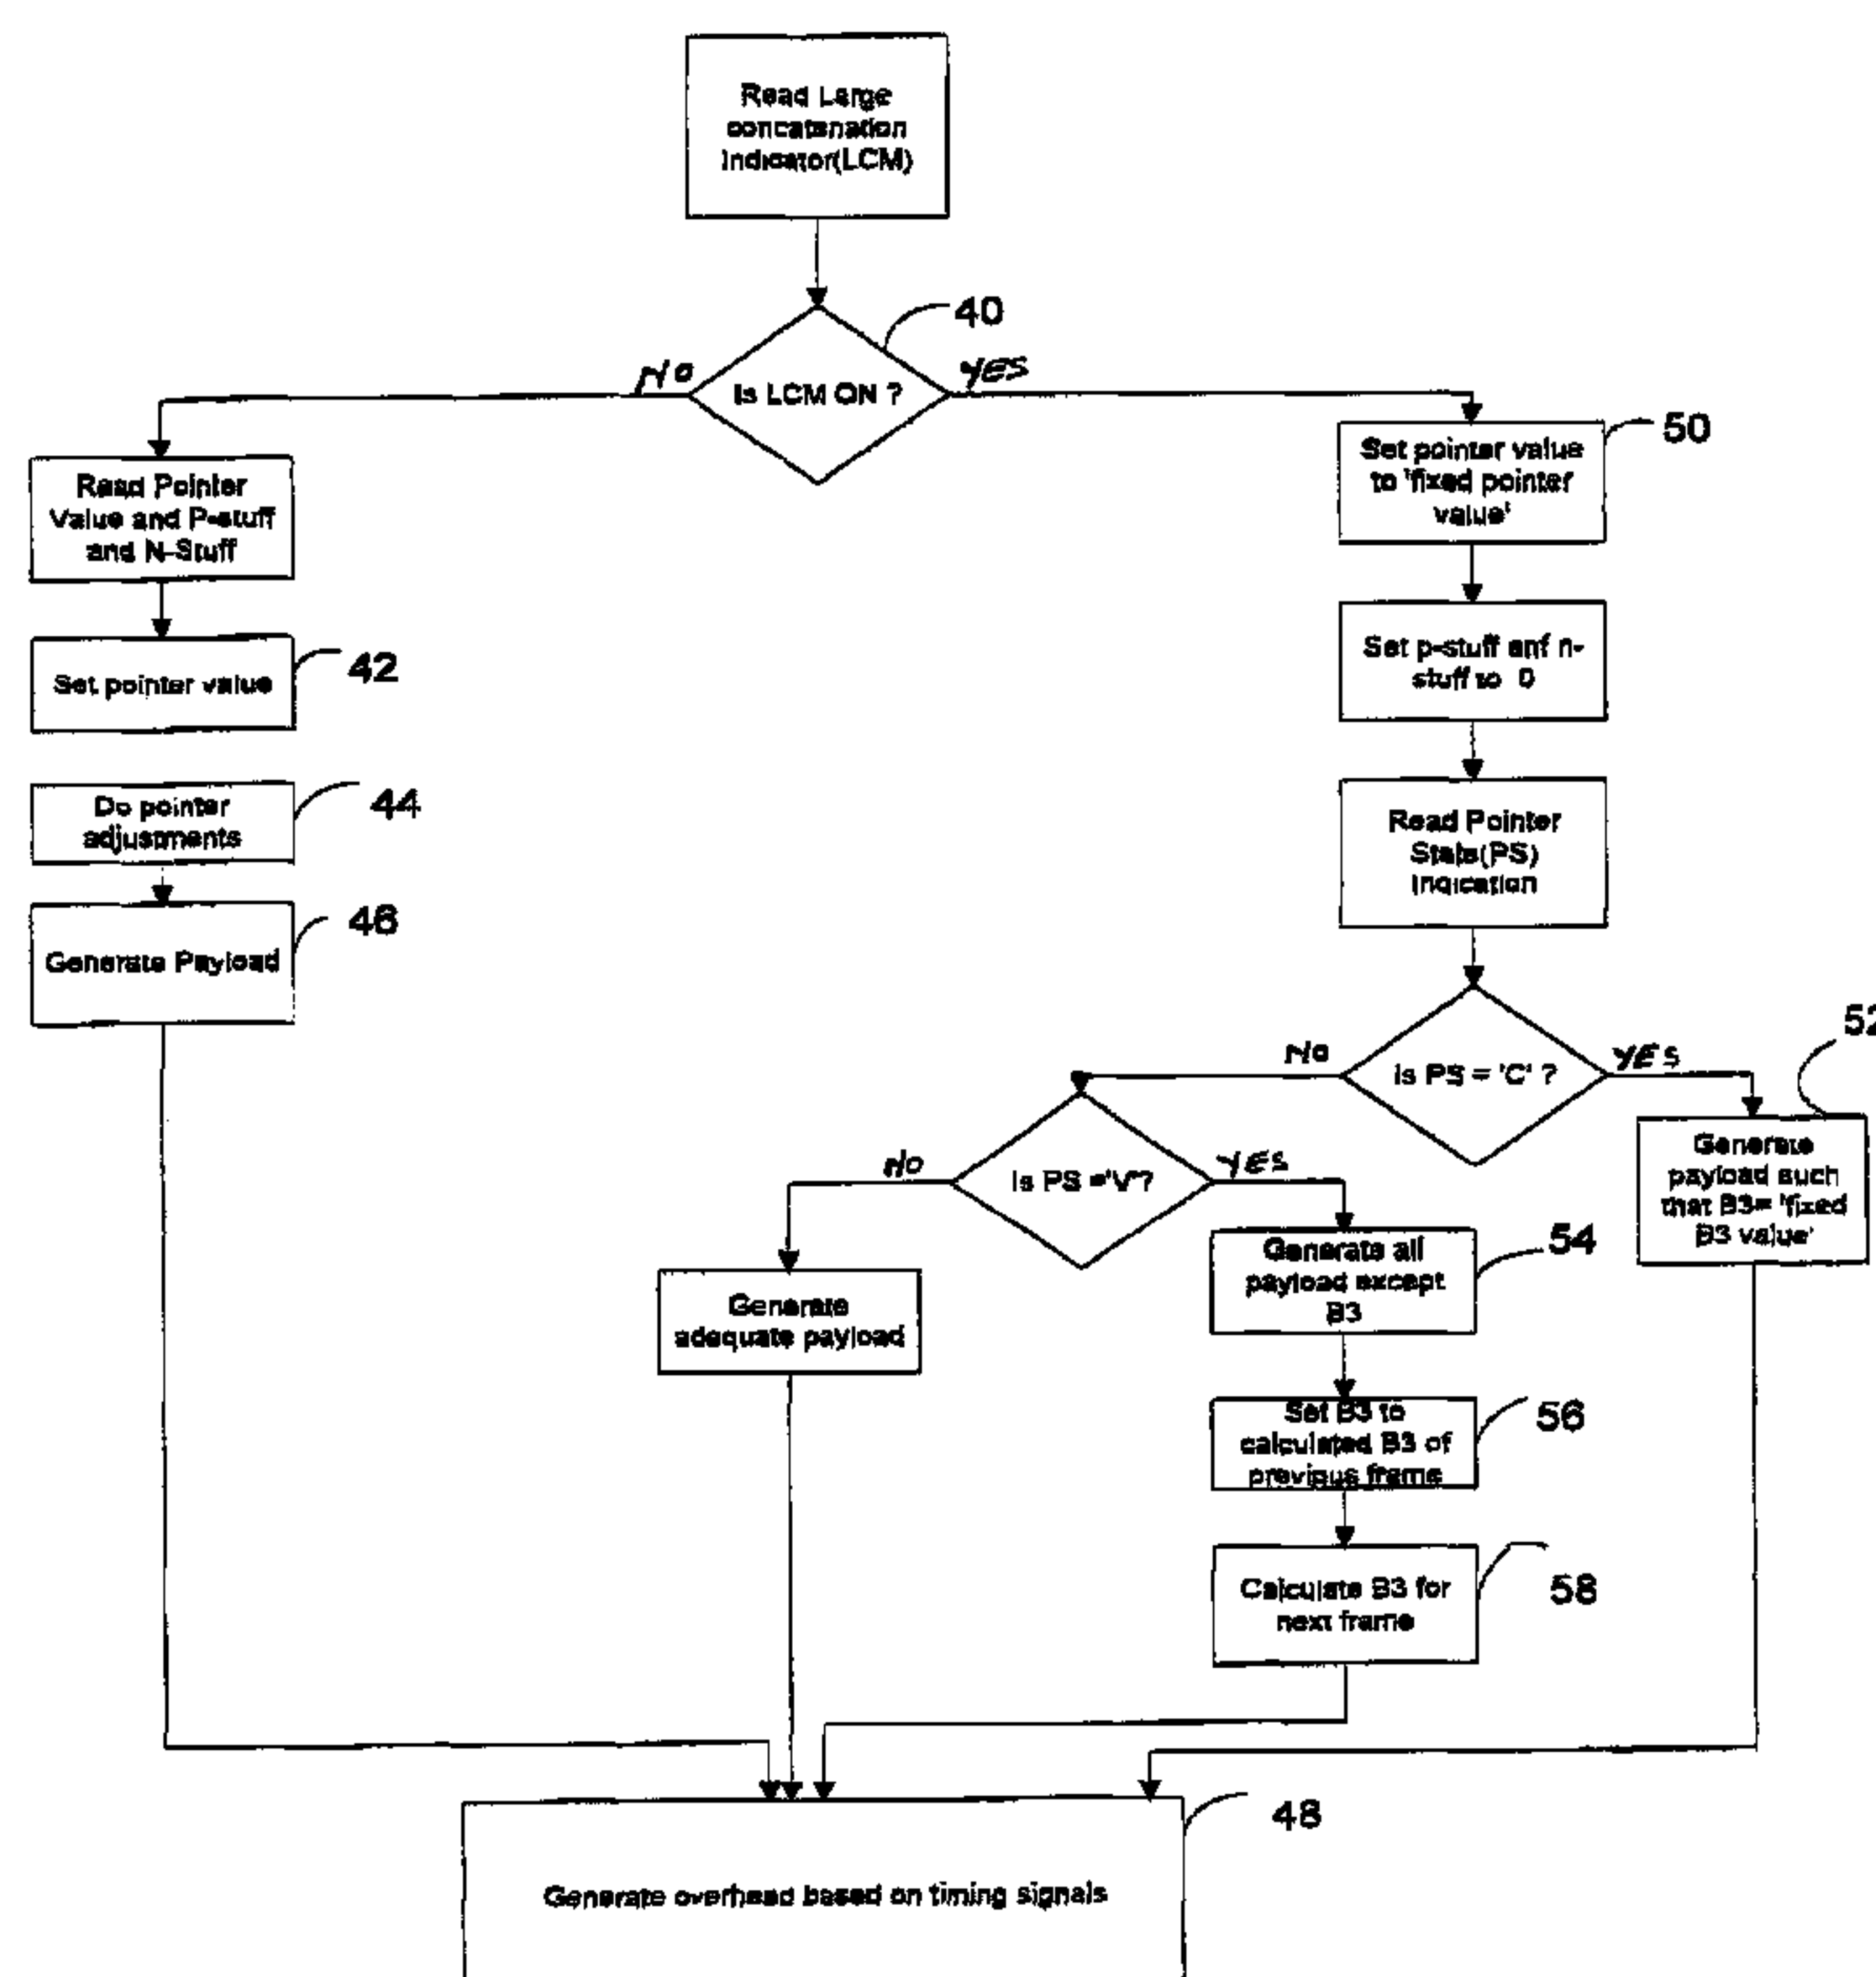 Read Large
concatenation
Indicator(LCM)
40
NO
Is LCM ON ?
YES
50
Set pointer value
to 'fixed pointer
value'
Read Pointer
Value and P-stuff
and N-Stuff
Set p-stuff anf n-
stuff to 0
42
Set pointer value
44
Do pointer
adjustments
Read Pointer
State(PS)
Indication
46
Generate Payload
52
NO
Is PS = 'C' ?
YES
Generate
payload such
that B3= 'fixed
B3 value'
NO
Is PS ='V'?
YES
54
Generate all
payload except
B3
Generate
adequate payload
56
Set B3 to
calculated B3 of
previous frame
58
Calculate B3 for
next frame
48
Generate overhead based on timing signals